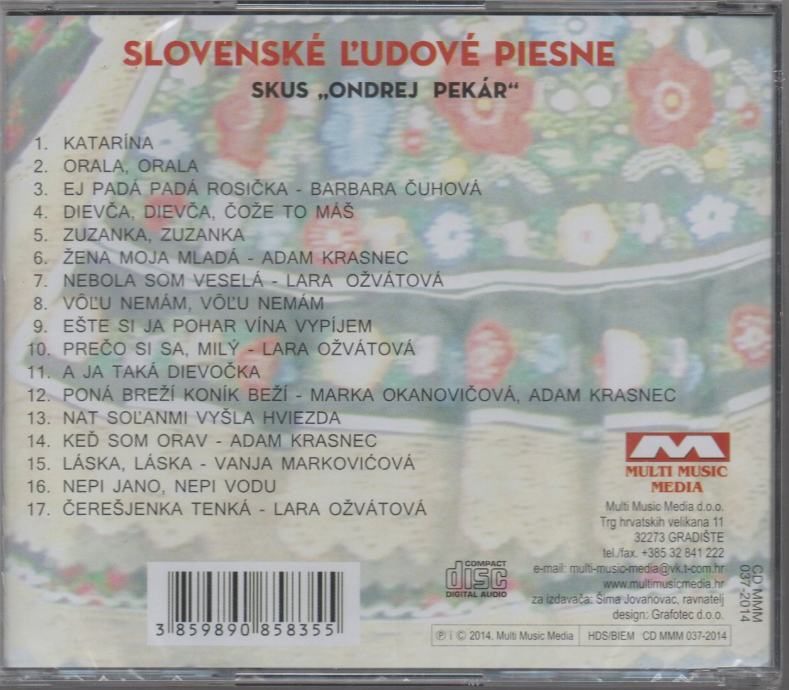 SLOVENSKÉ ĽUDOVÉ PIESNE
SKUS „ONDREJ PEKÁR“
1. KATARÍNA
2. ORALA, ORALA
3. EJ PADÁ PADÁ ROSIČKA - BARBARA ČUHOVÁ
4. DIEVČA, DIEVČA, ČOŽE TO MÁŠ
5. ZUZANKA, ZUZANKA
6. ŽENA MOJA MLADÁ - ADAM KRASNEC
7. NEBOLA SOM VESELÁ - LARA OŽVÁTOVÁ
8. VÔĽU NEMÁM, VÔĽU NEMÁM
9. EŠTE SI JA POHAR VÍNA VYPÍJEM
10. PREČO SI SA, MILÝ - LARA OŽVÁTOVÁ
11. A JA TAKÁ DIEVOČKA
12. PONÁ BREŽÍ KONÍK BEŽÍ - MARKA OKANOVIČOVÁ, ADAM KRASNEC
13. NAT SOĽANMI VYŠLA HVIEZDA
14. KEĎ SOM ORAV - ADAM KRASNEC
15. LÁSKA, LÁSKA - VANJA MARKOVIĆOVÁ
16. NEPI JANO, NEPI VODU
17. ČEREŠJENKA TENKÁ - LARA OŽVÁTOVÁ
MULTI MUSIC
MEDIA
Multi Music Media d.o.o.
Trg hrvatskih velikana 11
32273 GRADIŠTE
tel./fax. +385 32 841 222
e-mail: multi-music-media@vk.t-com.hr
www.multimusicmedia.hr
za izdavača: Šima Jovanovac, ravnatelj
design: Grafotec d.o.o.
℗ i © 2014. Multi Music Media HDS/BIEM CD MMM 037-2014
CD MMM
037-2014
COMPACT
disc
DIGITAL AUDIO
3 859890 858355